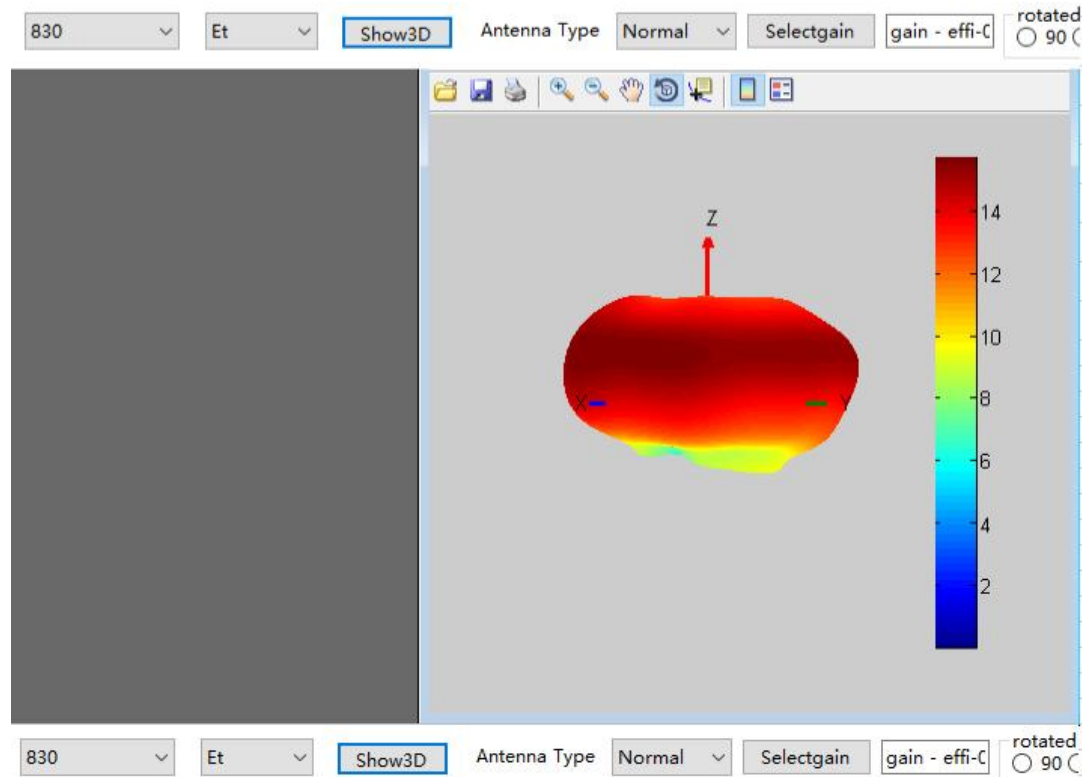 830 Et Show3D Antenna Type Normal Selectgain gain - effi-C rotated
90
Z
X Y
14
12
10
8
6
4
2
830 Et Show3D Antenna Type Normal Selectgain gain - effi-C rotated
90